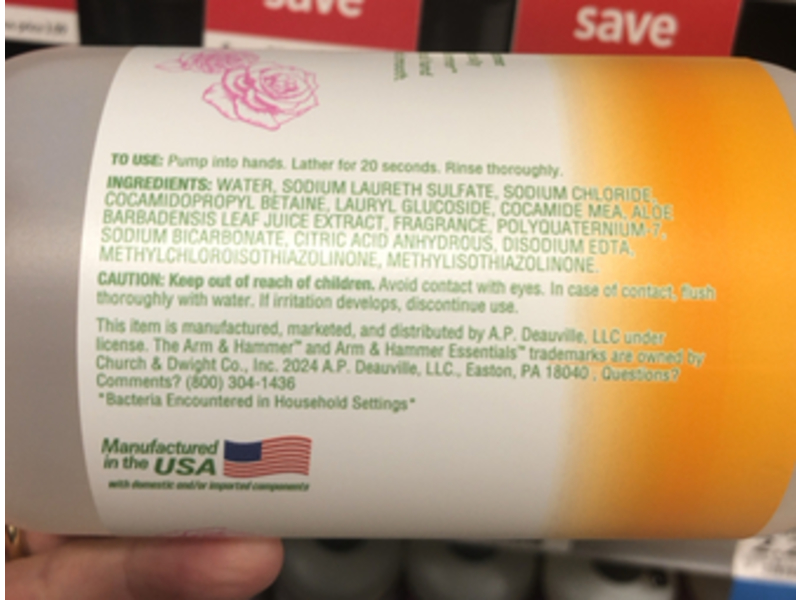 save
save
TO USE: Pump into hands. Lather for 20 seconds. Rinse thoroughly.
INGREDIENTS: WATER, SODIUM LAURETH SULFATE, SODIUM CHLORIDE,
COCAMIDOPROPYL BETAINE, LAURYL GLUCOSIDE, COCAMIDE MEA, ALOE
BARBADENSIS LEAF JUICE EXTRACT, FRAGRANCE, POLYQUATERNIUM-7,
SODIUM BICARBONATE, CITRIC ACID ANHYDROUS, DISODIUM EDTA,
METHYLCHLOROISOTHIAZOLINONE, METHYLISOTHIAZOLINONE.
CAUTION: Keep out of reach of children. Avoid contact with eyes. In case of contact, flush
thoroughly with water. If irritation develops, discontinue use.
This item is manufactured, marketed, and distributed by A.P. Deauville, LLC under
license. The Arm & Hammer™ and Arm & Hammer Essentials™ trademarks are owned by
Church & Dwight Co., Inc. 2024 A.P. Deauville, LLC., Easton, PA 18040 , Questions?
Comments? (800) 304-1436
*Bacteria Encountered in Household Settings*
Manufactured
in the USA
with domestic and/or imported components